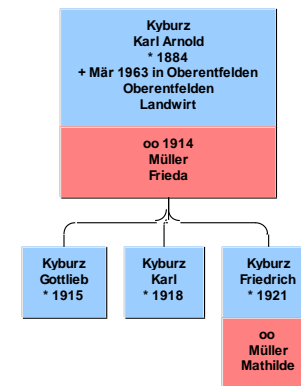 Kyburz
Karl Arnold
* 1884
+ Mär 1963 in Oberentfelden
Oberentfelden
Landwirt
oo 1914
Müller
Frieda
Kyburz
Gottlieb
* 1915
Kyburz
Karl
* 1918
Kyburz
Friedrich
* 1921
oo
Müller
Mathilde